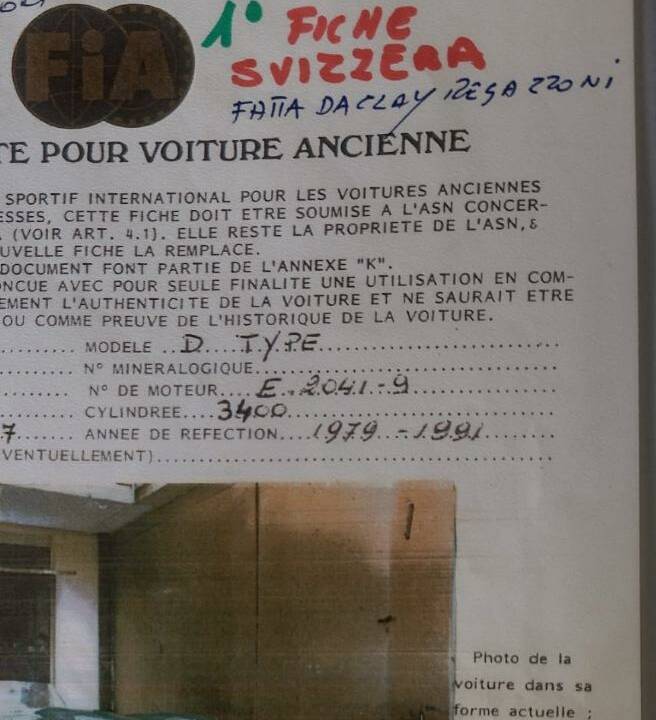 FiA
1° FICHE
SVIZZERA
FATTA DA CLAY REGAZZONI
TE POUR VOITURE ANCIENNE
SPORTIF INTERNATIONAL POUR LES VOITURES ANCIENNES
ESSES, CETTE FICHE DOIT ETRE SOUMISE A L'ASN CONCER-
(VOIR ART. 4.1). ELLE RESTE LA PROPRIETE DE L'ASN, &
UVELLE FICHE LA REMPLACE.
DOCUMENT FONT PARTIE DE L'ANNEXE "K".
ONCUE AVEC POUR SEULE FINALITE UNE UTILISATION EN COM-
EMENT L'AUTHENTICITE DE LA VOITURE ET NE SAURAIT ETRE
OU COMME PREUVE DE L'HISTORIQUE DE LA VOITURE.
MODELE ..D....TYPE
N° MINERALOGIQUE
N° DE MOTEUR....E..2041-9
CYLINDREE....3400
7....... ANNEE DE REFECTION....1979.-1991
VENTUELLEMENT)
Photo de la
voiture dans sa
forme actuelle :